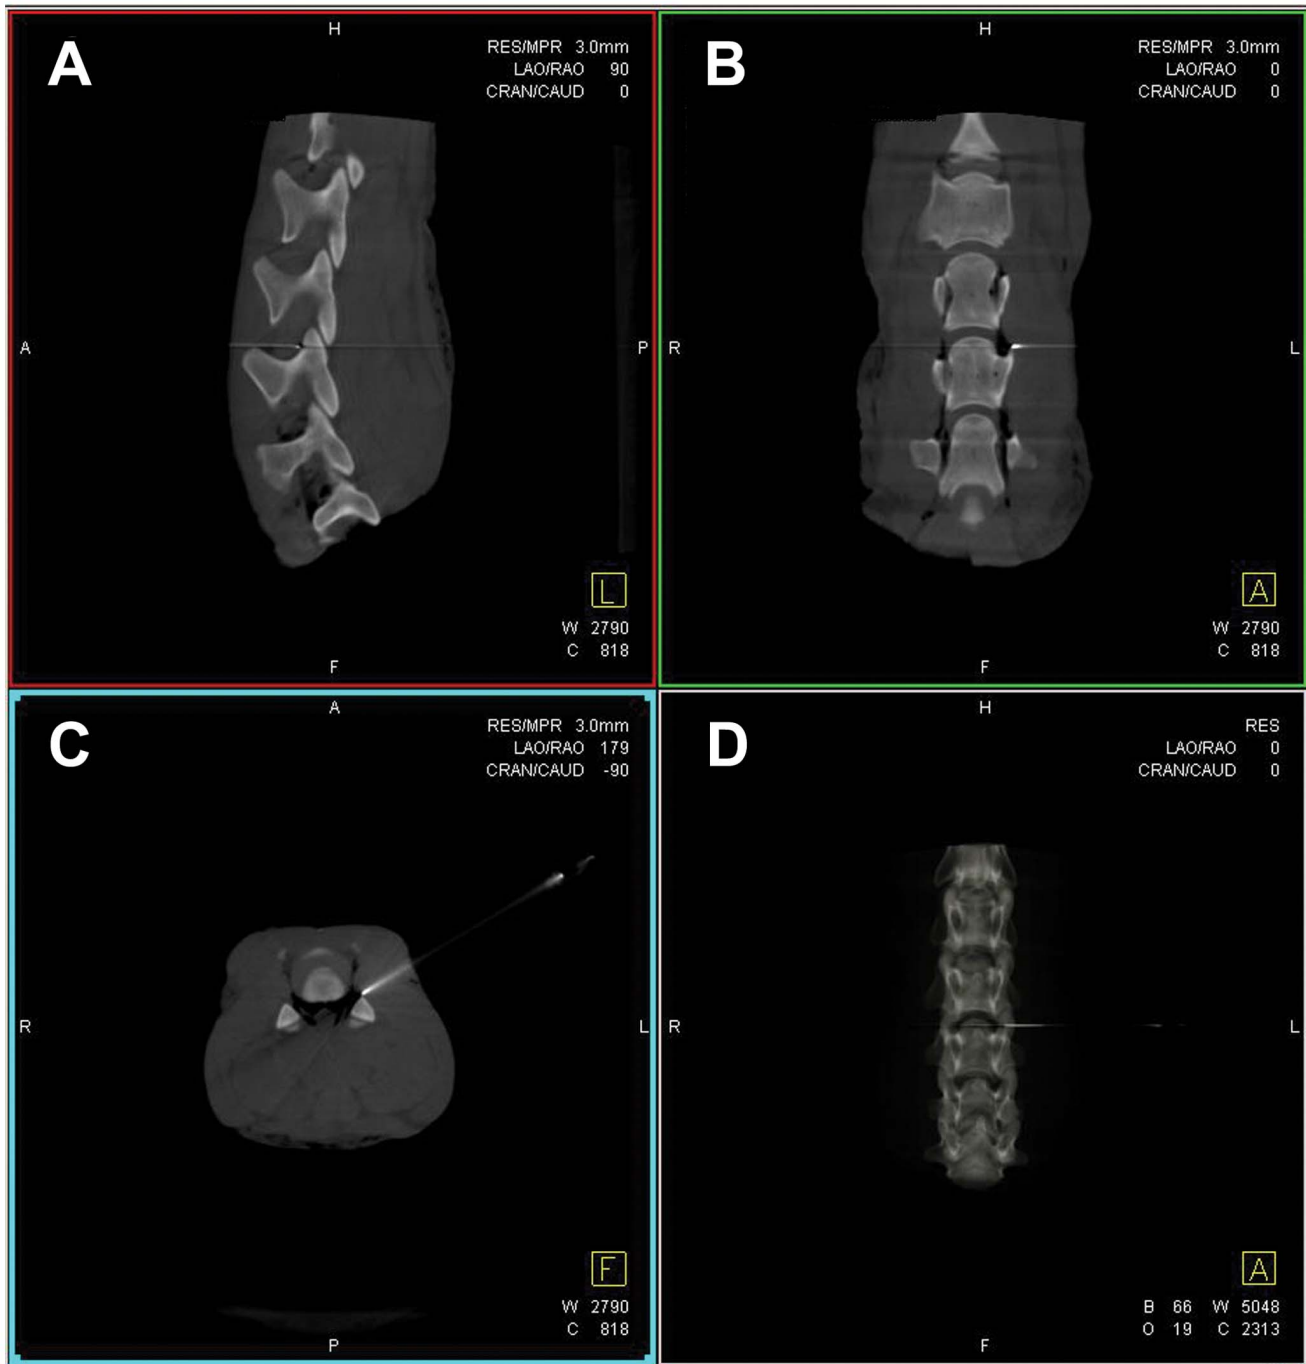 A
H
RES/MPR 3.0mm
LAO/RAO 90
CRAN/CAUD 0
A
P
L
W 2790
C 818
F
B
H
RES/MPR 3.0mm
LAO/RAO 0
CRAN/CAUD 0
R
L
A
W 2790
C 818
F
C
A
RES/MPR 3.0mm
LAO/RAO 179
CRAN/CAUD -90
R
L
F
W 2790
C 818
P
D
H
RES
LAO/RAO 0
CRAN/CAUD 0
R
L
A
B 66 W 5048
O 19 C 2313
F